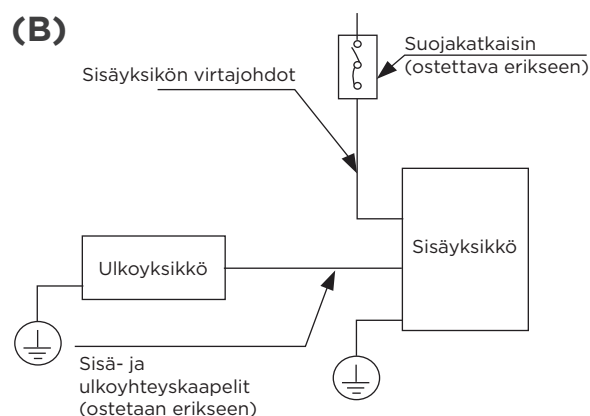 (B)
Suojakatkaisin
(ostettava erikseen)
Sisäyksikön virtajohdot
Sisäyksikkö
Ulkoyksikkö
Sisä- ja
ulkoyhteyskaapelit
(ostetaan erikseen)